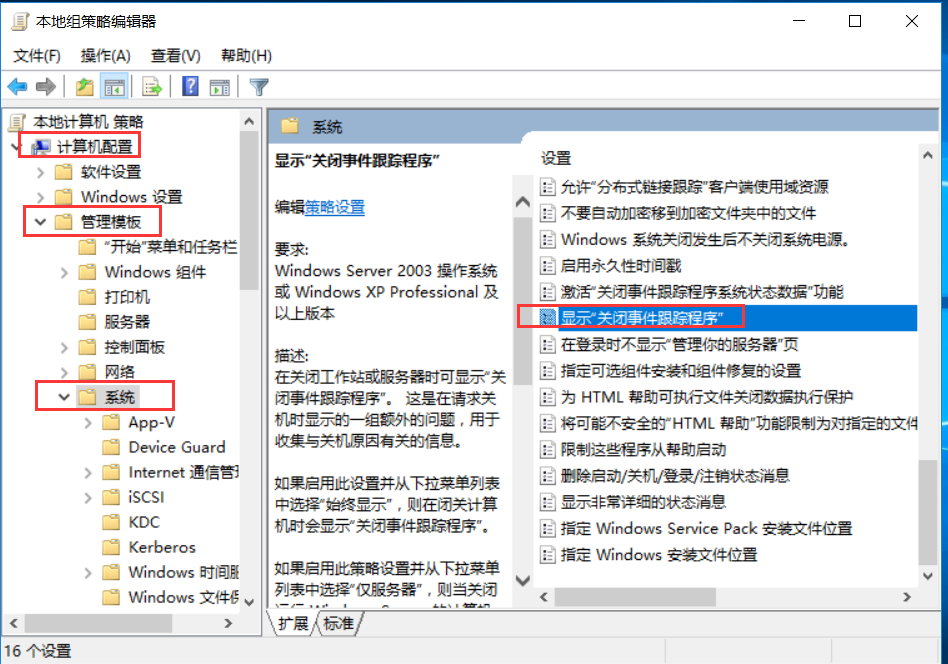 本地组策略编辑器
文件(F) 操作(A) 查看(V) 帮助(H)
本地计算机 策略
计算机配置
软件设置
Windows 设置
管理模板
“开始”菜单和任务栏
Windows 组件
打印机
服务器
控制面板
网络
系统
App-V
Device Guard
Internet 通信管
iSCSI
KDC
Kerberos
Windows 时间服
Windows 文件保
系统
显示“关闭事件跟踪程序”
编辑策略设置
要求:
Windows Server 2003 操作系统
或 Windows XP Professional 及
以上版本
描述:
在关闭工作站或服务器时可显示“关
闭事件跟踪程序”。 这是在请求关
机时显示的一组额外的问题，用于
收集与关机原因有关的信息。
如果启用此设置并从下拉菜单列表
中选择“始终显示”，则在关闭计算
机时会显示“关闭事件跟踪程序”。
如果启用此策略设置并从下拉菜单
列表中选择“仅服务器”，则当关闭
运行 Windows Server 的计算机
设置
允许“分布式链接跟踪”客户端使用域资源
不要自动加密移到加密文件夹中的文件
Windows 系统关闭发生后不关闭系统电源。
启用永久性时间戳
激活“关闭事件跟踪程序系统状态数据”功能
显示“关闭事件跟踪程序”
在登录时不显示“管理你的服务器”页
指定可选组件安装和组件修复的设置
为 HTML 帮助可执行文件关闭数据执行保护
将可能不安全的“HTML 帮助”功能限制为对指定的文件
限制这些程序从帮助启动
删除启动/关机/登录/注销状态消息
显示非常详细的状态消息
指定 Windows Service Pack 安装文件位置
指定 Windows 安装文件位置
扩展 标准
16 个设置